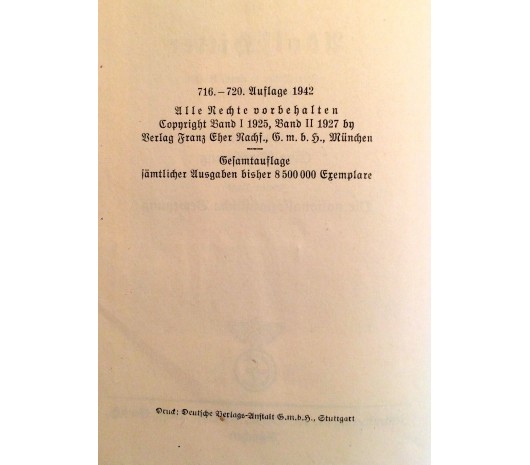 716.–720. Auflage 1942
Alle Rechte vorbehalten
Copyright Band I 1925, Band II 1927 by
Verlag Franz Eher Nachf., G. m. b. H., München
Gesamtauflage
sämtlicher Ausgaben bisher 8 500 000 Exemplare
Druck: Deutsche Verlags-Anstalt G.m.b.H., Stuttgart